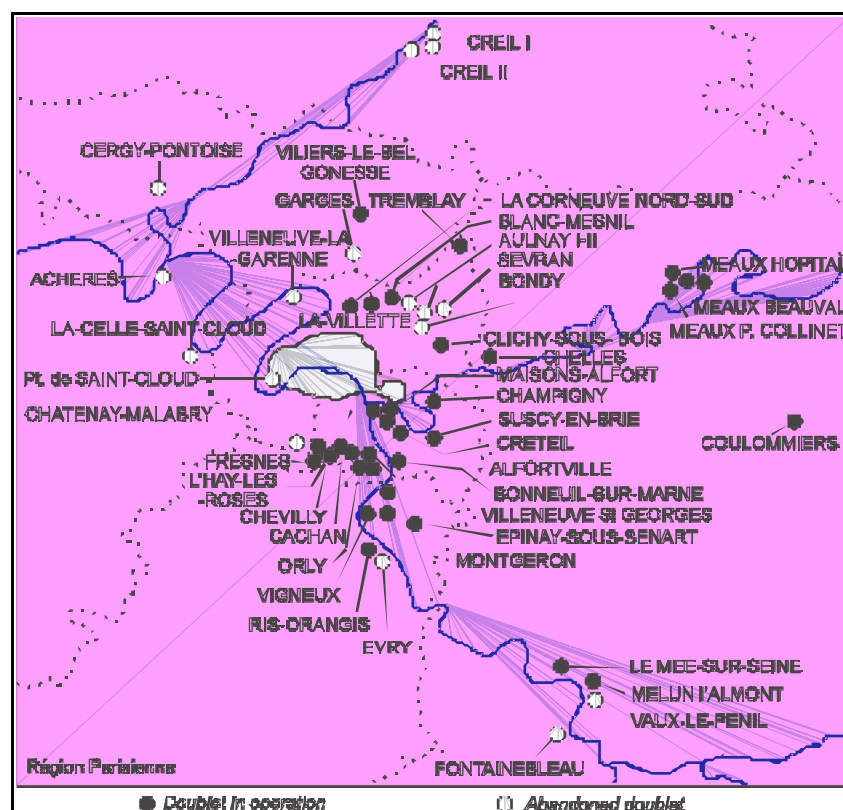 CREIL I
CREIL II
CERGY-PONTOISE
VILIERS-LE-BEL
GONESSE
GARGES
TREMBLAY
LA CORNEUVE NORD-SUD
BLANC-MESNIL
VILLENEUVE-LA-
GARENNE
AULNAY I-II
SEVRAN
BONDY
ACHERES
MEAUX HOPITAL
MEAUX BEAUVAL
MEAUX P. COLLINET
LA-VILLETTE
LA-CELLE-SAINT-CLOUD
CLICHY-SOUS- BOIS
CHELLES
MAISONS-ALFORT
Pt. de SAINT-CLOUD
CHAMPIGNY
CHATENAY-MALABRY
SUSCY-EN-BRIE
COULOMMIERS
CRETEIL
FRESNES
ALFORTVILLE
L'HAY-LES
-ROSES
BONNEUIL-SUR-MARNE
CHEVILLY
VILLENEUVE St GEORGES
CACHAN
EPINAY-SOUS-SENART
ORLY
MONTGERON
VIGNEUX
RIS-ORANGIS
EVRY
LE MEE-SUR-SEINE
MELUN l'ALMONT
VAUX-LE-PENIL
FONTAINEBLEAU
Région Parisienne
Doublet in operation
Abandoned doublet